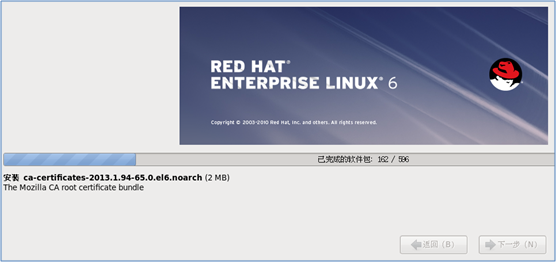 RED HAT®
ENTERPRISE LINUX® 6
Copyright © 2003-2010 Red Hat, Inc. and others. All rights reserved.
已完成的软件包: 162 / 596
安装 ca-certificates-2013.1.94-65.0.el6.noarch (2 MB)
The Mozilla CA root certificate bundle
返回（B）
下一步（N）